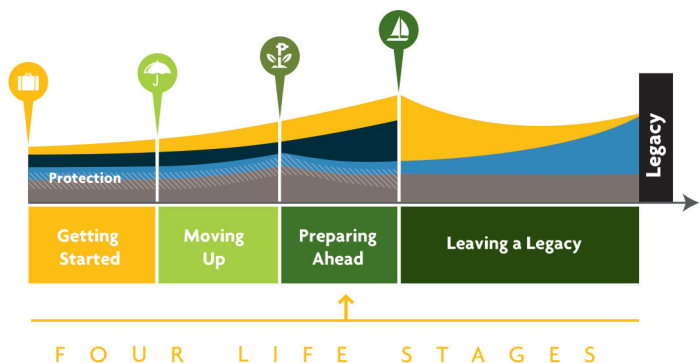 Protection
Legacy
Getting
Started
Moving
Up
Preparing
Ahead
Leaving a Legacy
FOUR LIFE STAGES